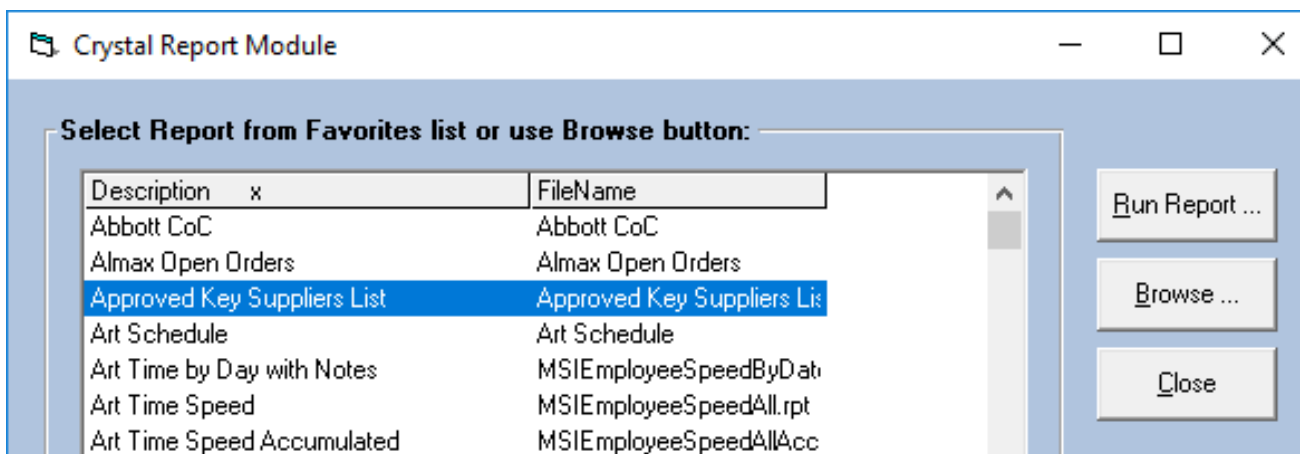 Crystal Report Module
Select Report from Favorites list or use Browse button:
Description x FileName
Abbott CoC Abbott CoC
Almax Open Orders Almax Open Orders
Approved Key Suppliers List Approved Key Suppliers Lis
Art Schedule Art Schedule
Art Time by Day with Notes MSIEmployeeSpeedByDat
Art Time Speed MSIEmployeeSpeedAll.rpt
Art Time Speed Accumulated MSIEmployeeSpeedAllAcc
Run Report ...
Browse ...
Close